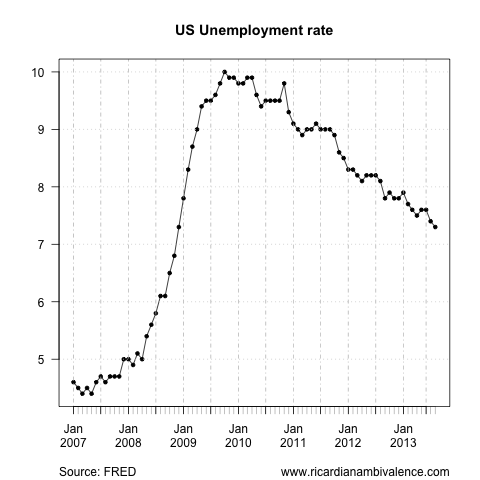 US Unemployment rate
10
9
8
7
6
5
Jan Jan Jan Jan Jan Jan Jan
2007 2008 2009 2010 2011 2012 2013
Source: FRED www.ricardianambivalence.com